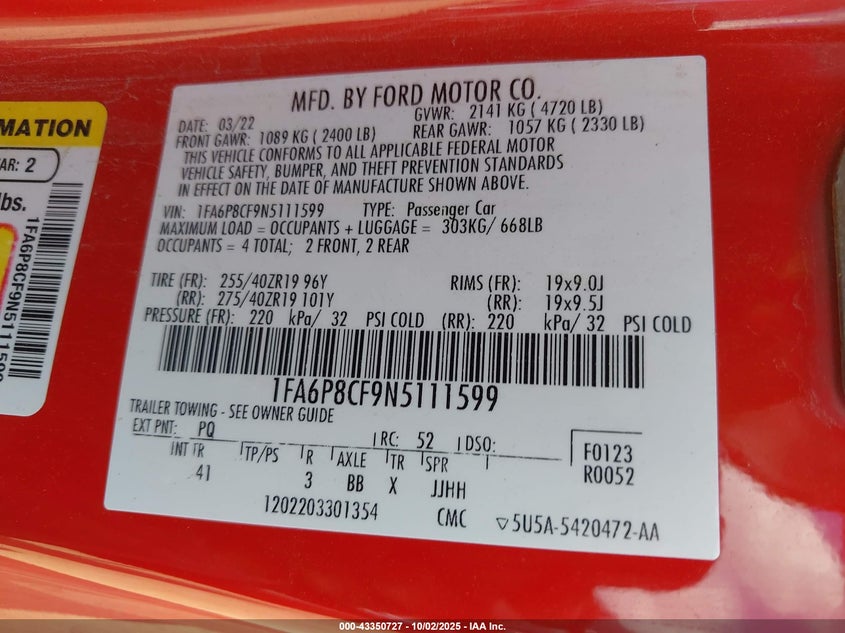 MATION
AR: 2
lbs.
1FA6P8CF9N5111599
MFD. BY FORD MOTOR CO.
DATE: 03/22 GVWR: 2141 KG ( 4720 LB)
FRONT GAWR: 1089 KG ( 2400 LB) REAR GAWR: 1057 KG ( 2330 LB)
THIS VEHICLE CONFORMS TO ALL APPLICABLE FEDERAL MOTOR
VEHICLE SAFETY, BUMPER, AND THEFT PREVENTION STANDARDS
IN EFFECT ON THE DATE OF MANUFACTURE SHOWN ABOVE.
VIN: 1FA6P8CF9N5111599 TYPE: Passenger Car
MAXIMUM LOAD = OCCUPANTS + LUGGAGE = 303KG/ 668LB
OCCUPANTS = 4 TOTAL; 2 FRONT, 2 REAR
TIRE (FR): 255/40ZR19 96Y RIMS (FR): 19x9.0J
(RR): 275/40ZR19 101Y (RR): 19x9.5J
PRESSURE (FR): 220 kPa/ 32 PSI COLD (RR): 220 kPa/ 32 PSI COLD
1FA6P8CF9N5111599
TRAILER TOWING - SEE OWNER GUIDE
EXT PNT: PQ RC: 52 DSO: F0123
INT TR TP/PS R AXLE TR SPR R0052
41 3 BB X JJHH
1202203301354 CMC ▽5U5A-5420472-AA
000-43350727 - 10/02/2025 - IAA Inc.